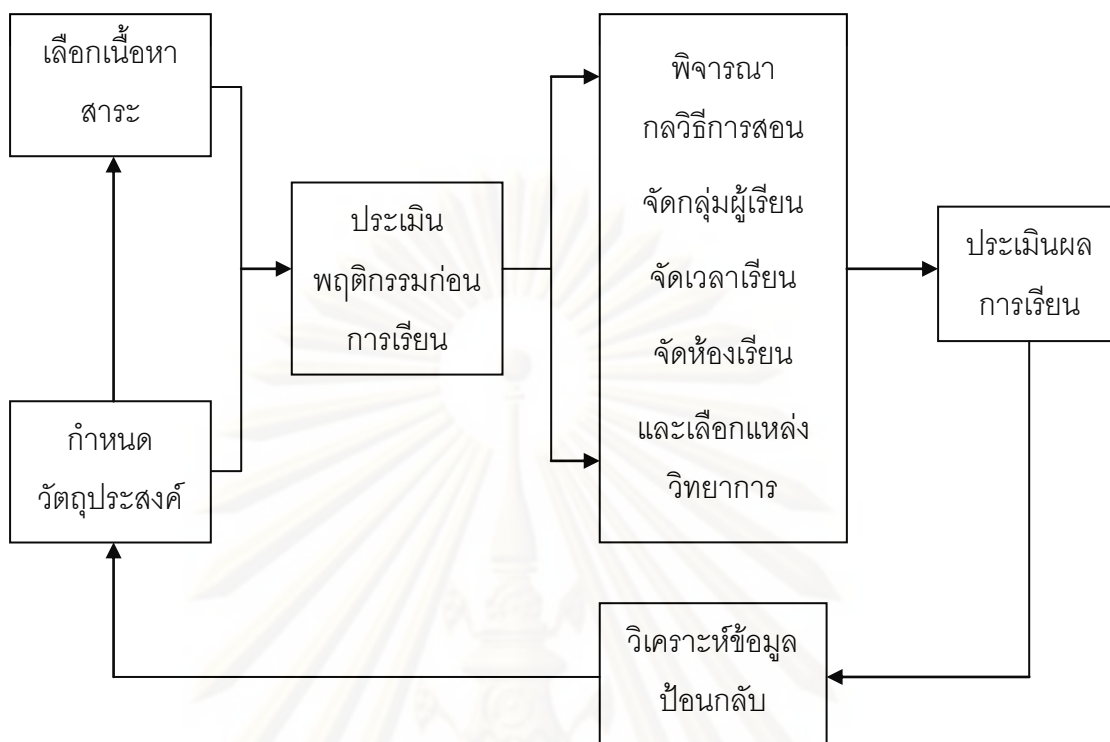 เลือกเนื้อหา
สาระ
กำหนด
วัตถุประสงค์
ประเมิน
พฤติกรรมก่อน
การเรียน
พิจารณา
กลวิธีการสอน
จัดกลุ่มผู้เรียน
จัดเวลาเรียน
จัดห้องเรียน
และเลือกแหล่ง
วิทยาการ
ประเมินผล
การเรียน
วิเคราะห์ข้อมูล
ป้อนกลับ